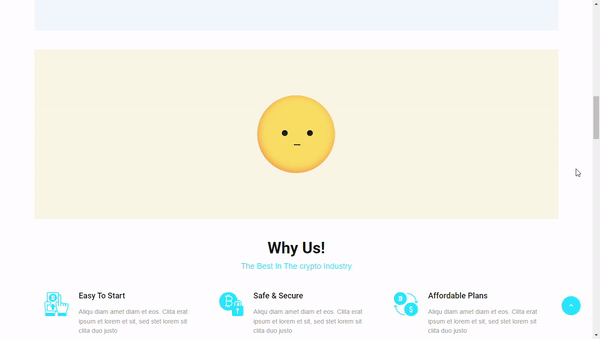 Why Us!
The Best In The crypto Industry
Easy To Start
Aliqu diam amet diam et eos. Clita erat
ipsum et lorem et sit, sed stet lorem sit
clita duo justo
Safe & Secure
Aliqu diam amet diam et eos. Clita erat
ipsum et lorem et sit, sed stet lorem sit
clita duo justo
Affordable Plans
Aliqu diam amet diam et eos. Clita erat
ipsum et lorem et sit, sed stet lorem sit
clita duo justo